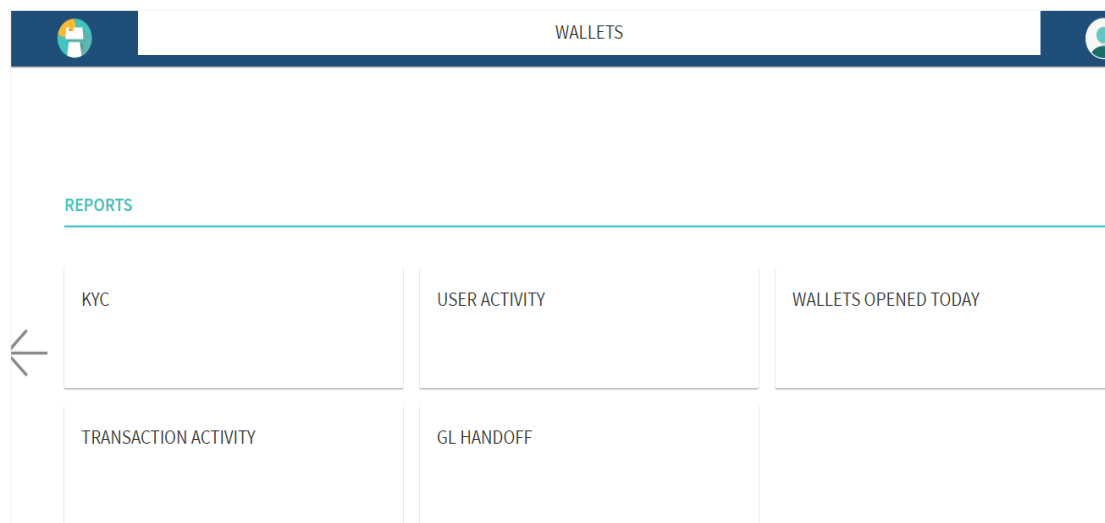 WALLETS
REPORTS
KYC
USER ACTIVITY
WALLETS OPENED TODAY
TRANSACTION ACTIVITY
GL HANDOFF